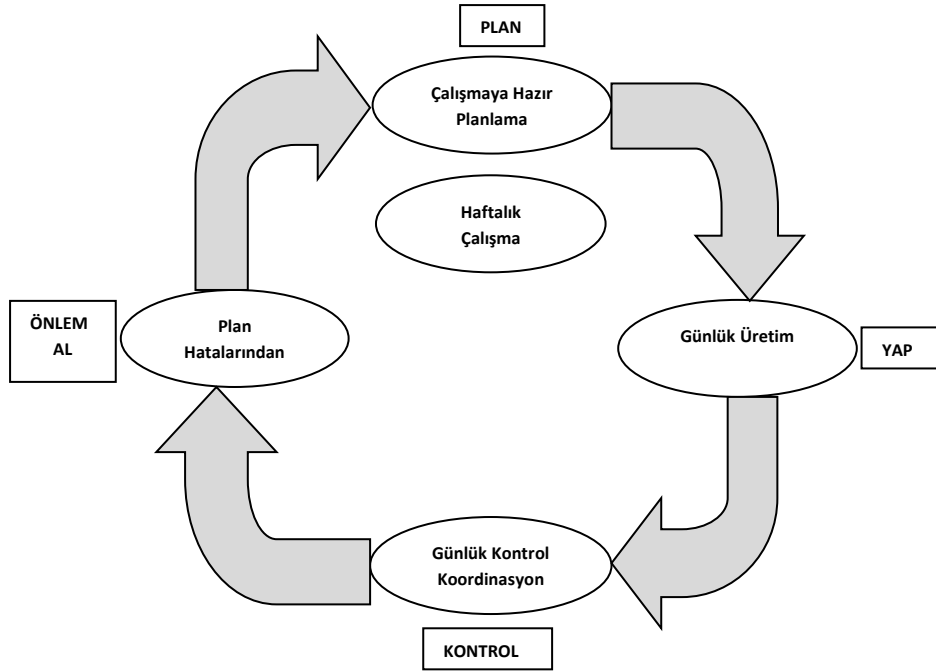 PLAN
Çalışmaya Hazır
Planlama
Haftalık
Çalışma
Günlük Üretim
YAP
Günlük Kontrol
Koordinasyon
KONTROL
Plan
Hatalarından
ÖNLEM
AL